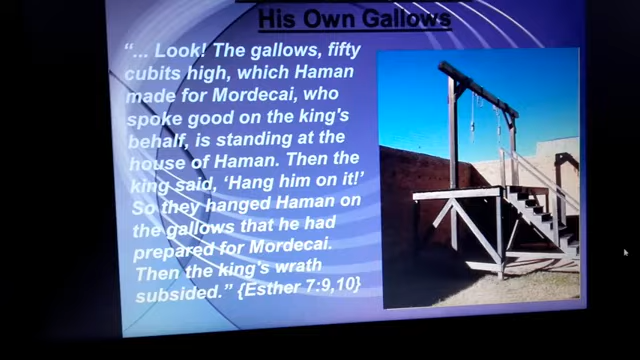 His Own Gallows
“... Look! The gallows, fifty
cubits high, which Haman
made for Mordecai, who
spoke good on the king's
behalf, is standing at the
house of Haman. Then the
king said, ‘Hang him on it!’
So they hanged Haman on
the gallows that he had
prepared for Mordecai.
Then the king's wrath
subsided.” {Esther 7:9,10}